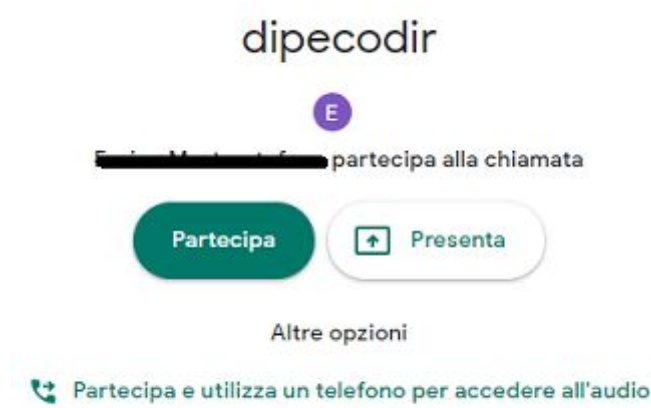 dipecodir
E
partecipa alla chiamata
Partecipa
Presenta
Altre opzioni
Partecipa e utilizza un telefono per accedere all'audio